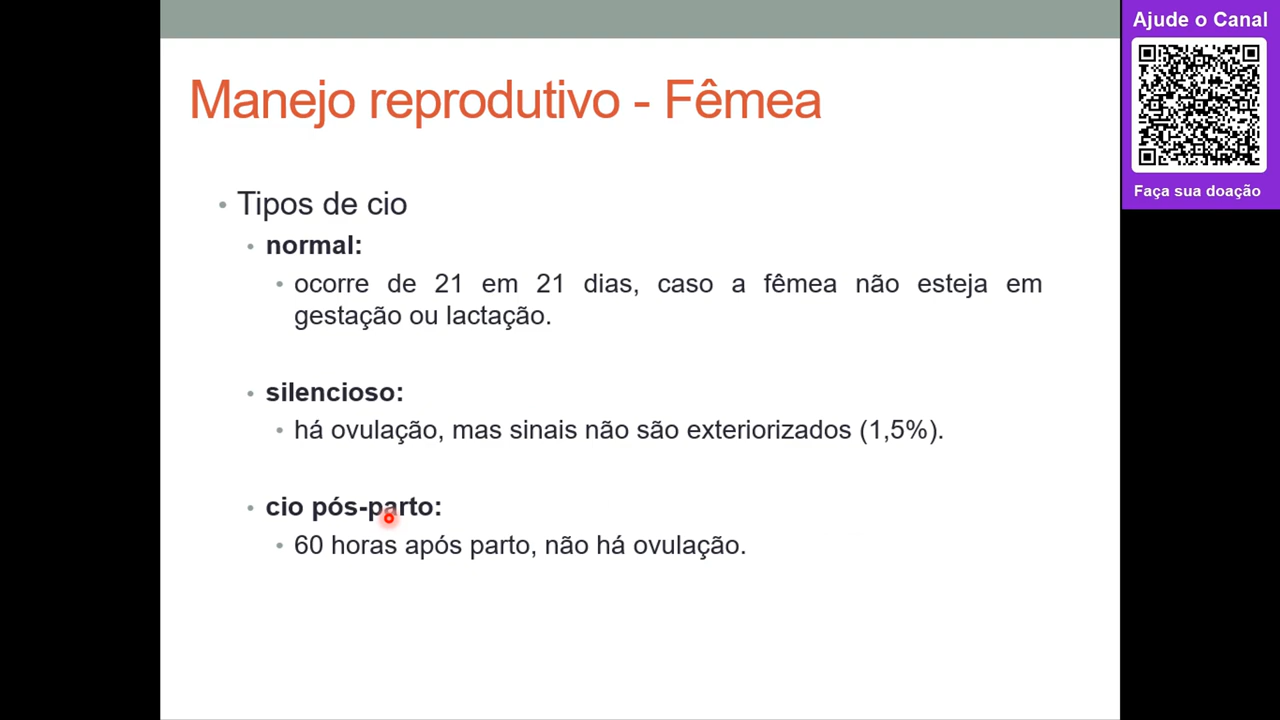 Ajude o Canal
Faça sua doação
Manejo reprodutivo - Fêmea
• Tipos de cio
• normal:
• ocorre de 21 em 21 dias, caso a fêmea não esteja em
gestação ou lactação.
• silencioso:
• há ovulação, mas sinais não são exteriorizados (1,5%).
• cio pós-parto:
• 60 horas após parto, não há ovulação.